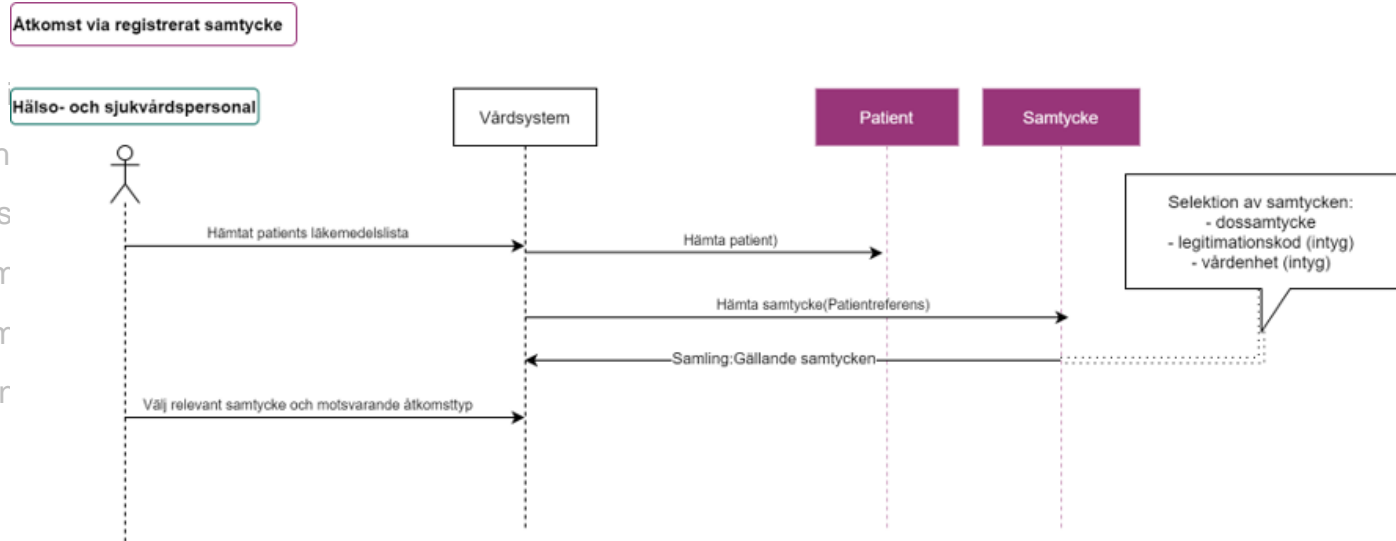 Åtkomst via registrerat samtycke
Hälso- och sjukvårdspersonal
Vårdsystem
Patient
Samtycke
Selektion av samtycken:
- dossamtycke
- legitimationskod (intyg)
- vårdenhet (intyg)
Hämtat patients läkemedelslista
Hämta patient)
Hämta samtycke(Patientreferens)
Samling:Gällande samtycken
Välj relevant samtycke och motsvarande åtkomsttyp